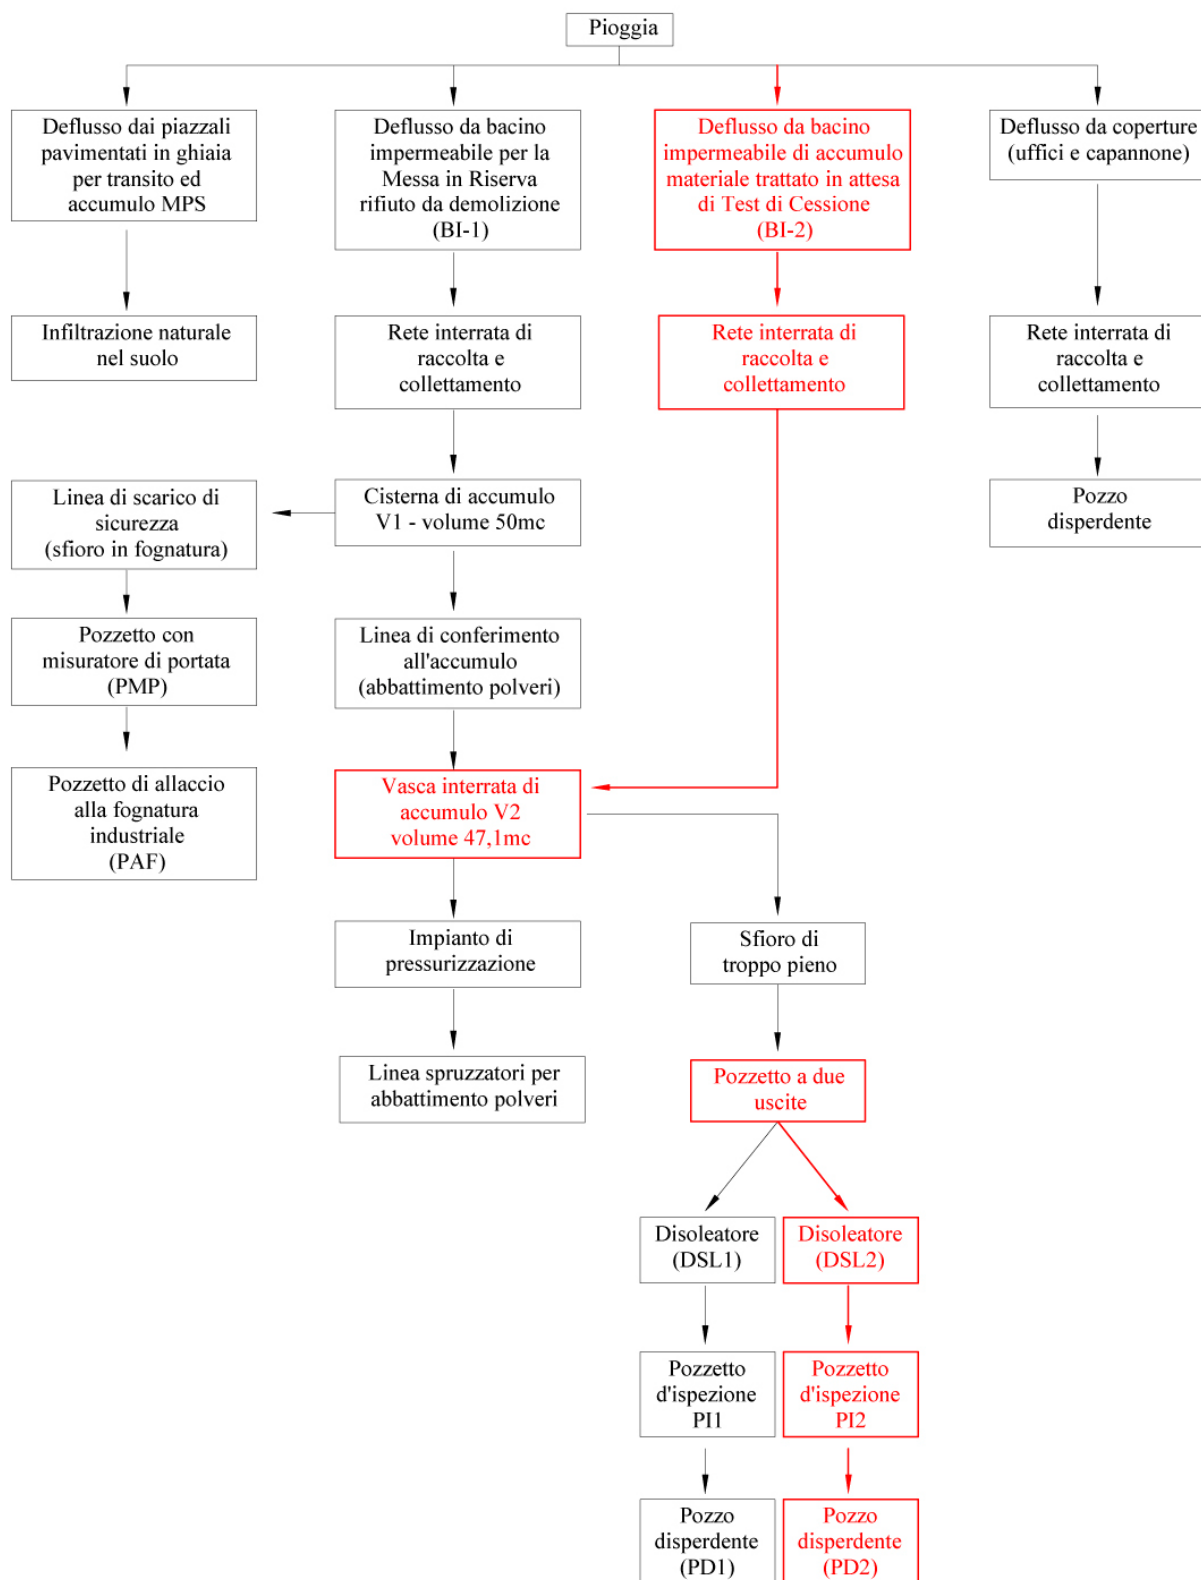 Pioggia
Deflusso dai piazzali
pavimentati in ghiaia
per transito ed
accumulo MPS
Deflusso da bacino
impermeabile per la
Messa in Riserva
rifiuto da demolizione
(BI-1)
Deflusso da bacino
impermeabile di accumulo
materiale trattato in attesa
di Test di Cessione
(BI-2)
Deflusso da coperture
(uffici e capannone)
Infiltrazione naturale
nel suolo
Rete interrata di
raccolta e
collettamento
Rete interrata di
raccolta e
collettamento
Rete interrata di
raccolta e
collettamento
Linea di scarico di
sicurezza
(sfioro in fognatura)
Cisterna di accumulo
V1 - volume 50mc
Pozzo
disperdente
Pozzetto con
misuratore di portata
(PMP)
Linea di conferimento
all'accumulo
(abbattimento polveri)
Pozzetto di allaccio
alla fognatura
industriale
(PAF)
Vasca interrata di
accumulo V2
volume 47,1mc
Impianto di
pressurizzazione
Sfioro di
troppo pieno
Linea spruzzatori per
abbattimento polveri
Pozzetto a due
uscite
Disoleatore
(DSL1)
Disoleatore
(DSL2)
Pozzetto
d'ispezione
PI1
Pozzetto
d'ispezione
PI2
Pozzo
disperdente
(PD1)
Pozzo
disperdente
(PD2)